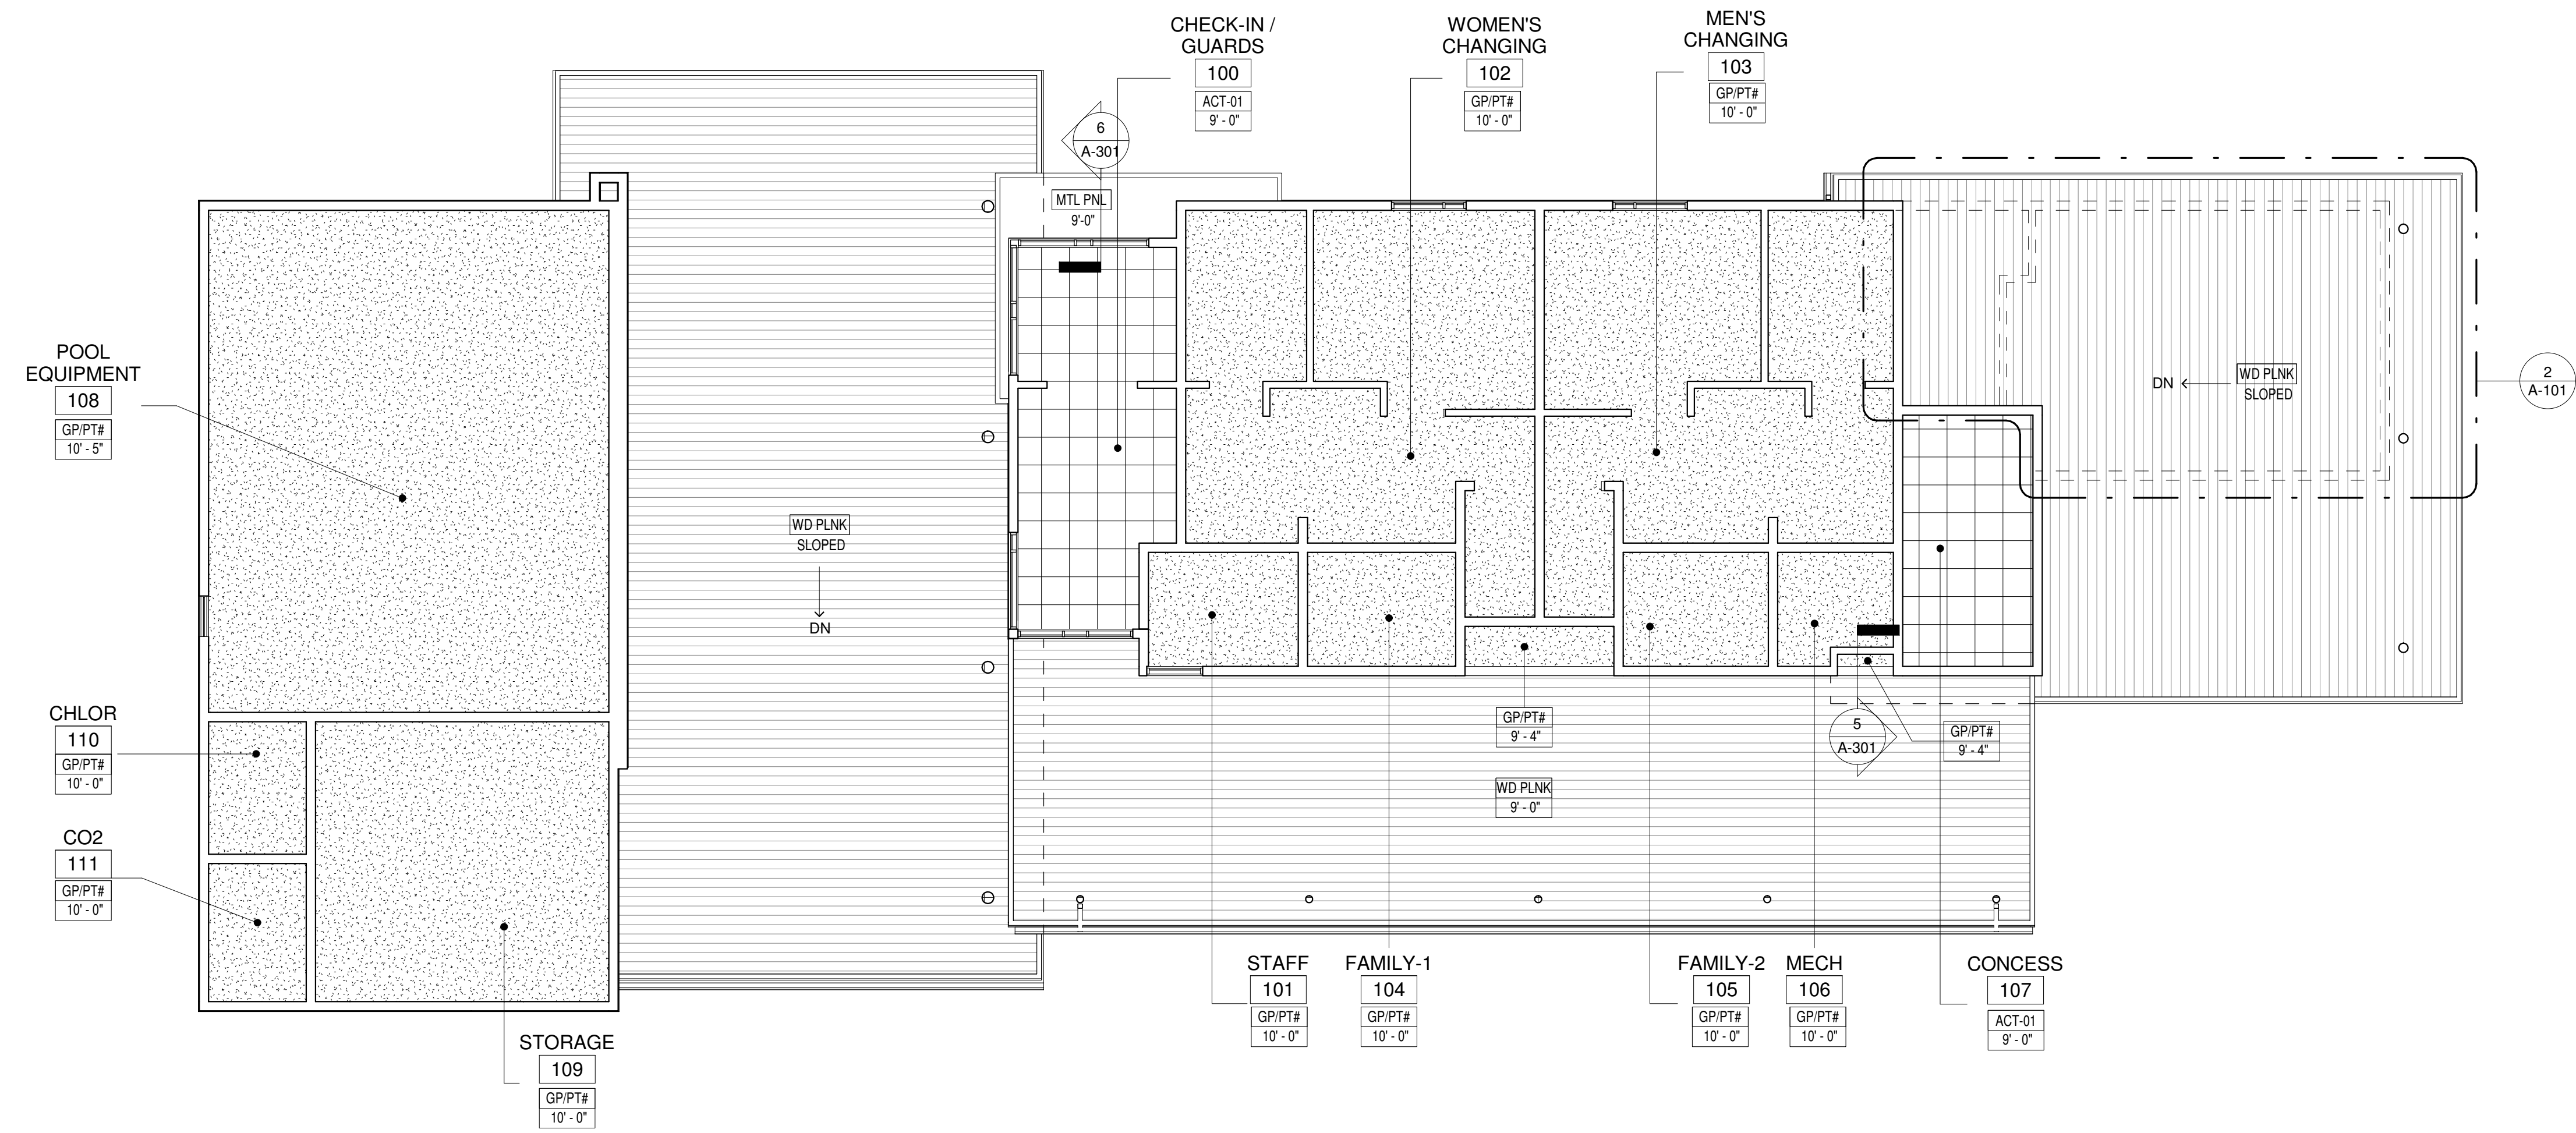 CHECK-IN /
GUARDS
100
ACT-01
9' - 0"
WOMEN'S
CHANGING
102
GP/PT#
10' - 0"
MEN'S
CHANGING
103
GP/PT#
10' - 0"
6
A-301
MTL PNL
9'-0"
POOL
EQUIPMENT
108
GP/PT#
10' - 5"
DN
WD PLNK
SLOPED
2
A-101
WD PLNK
SLOPED
DN
CHLOR
110
GP/PT#
10' - 0"
GP/PT#
9' - 4"
5
A-301
GP/PT#
9' - 4"
WD PLNK
9' - 0"
CO2
111
GP/PT#
10' - 0"
STORAGE
109
GP/PT#
10' - 0"
STAFF
101
GP/PT#
10' - 0"
FAMILY-1
104
GP/PT#
10' - 0"
FAMILY-2
105
GP/PT#
10' - 0"
MECH
106
GP/PT#
10' - 0"
CONCESS
107
ACT-01
9' - 0"